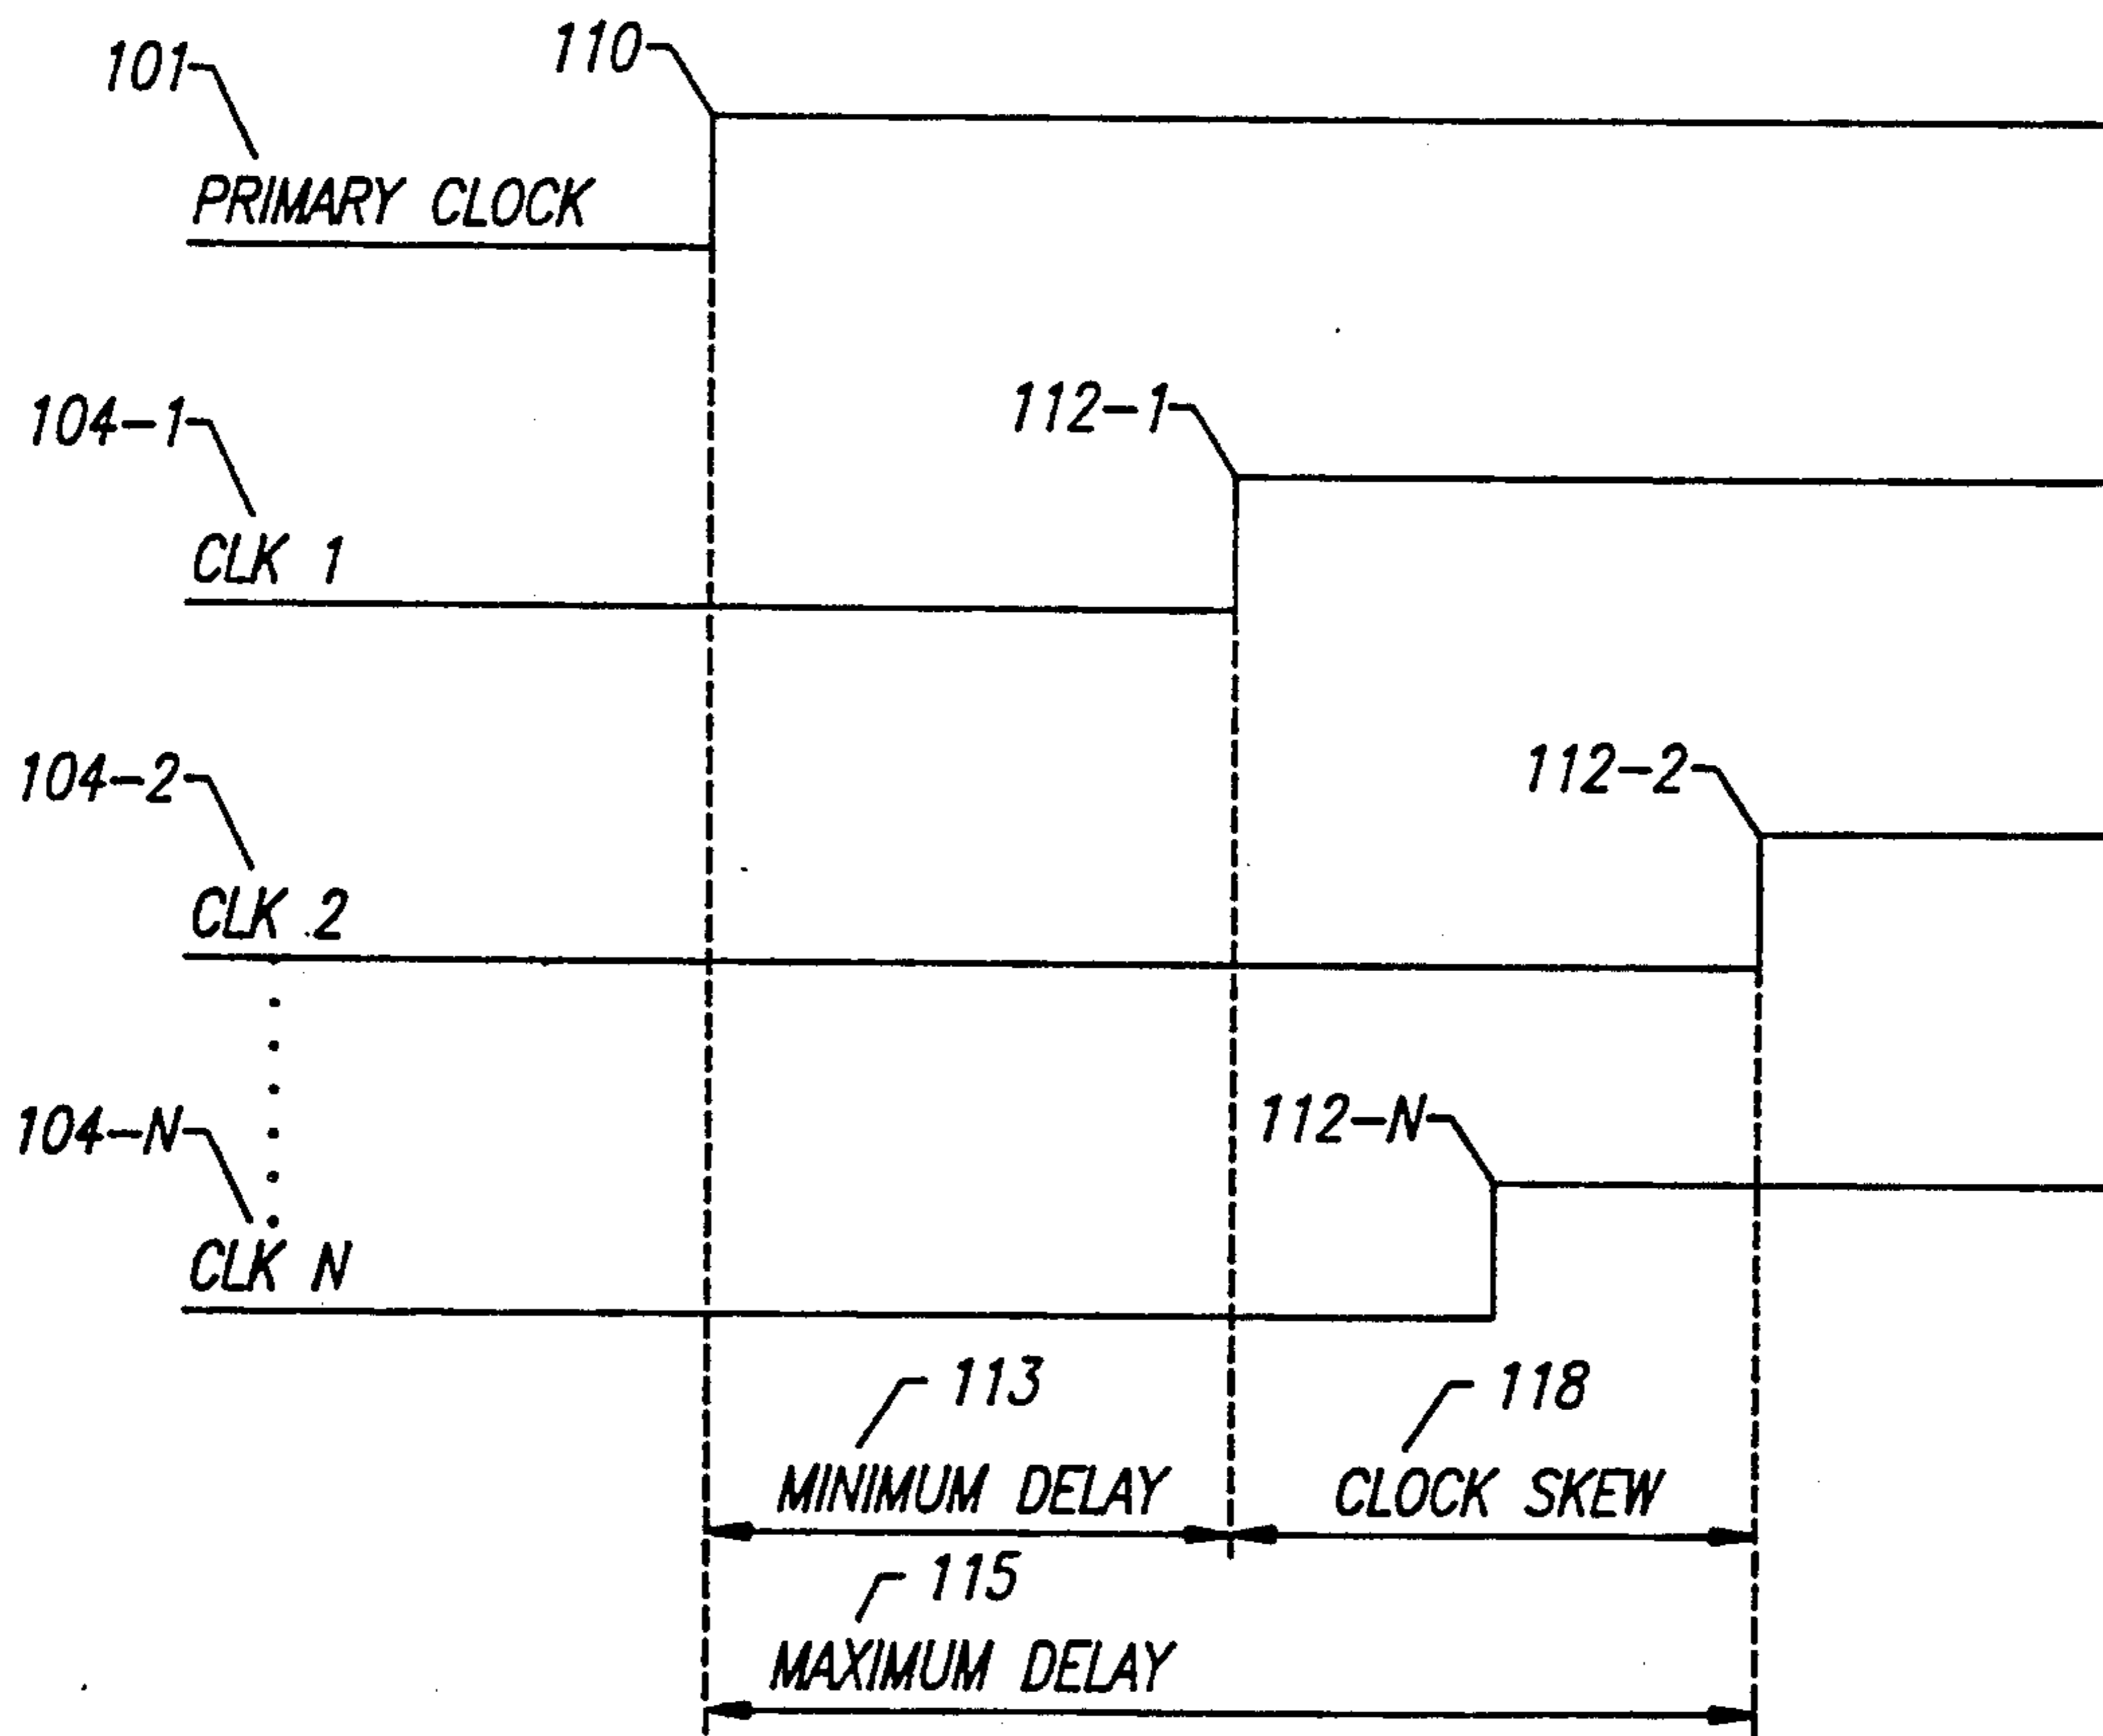 101
110
PRIMARY CLOCK
104-1
112-1
CLK 1
104-2
112-2
CLK 2
104-N
112-N
CLK N
113
118
MINIMUM DELAY
CLOCK SKEW
115
MAXIMUM DELAY